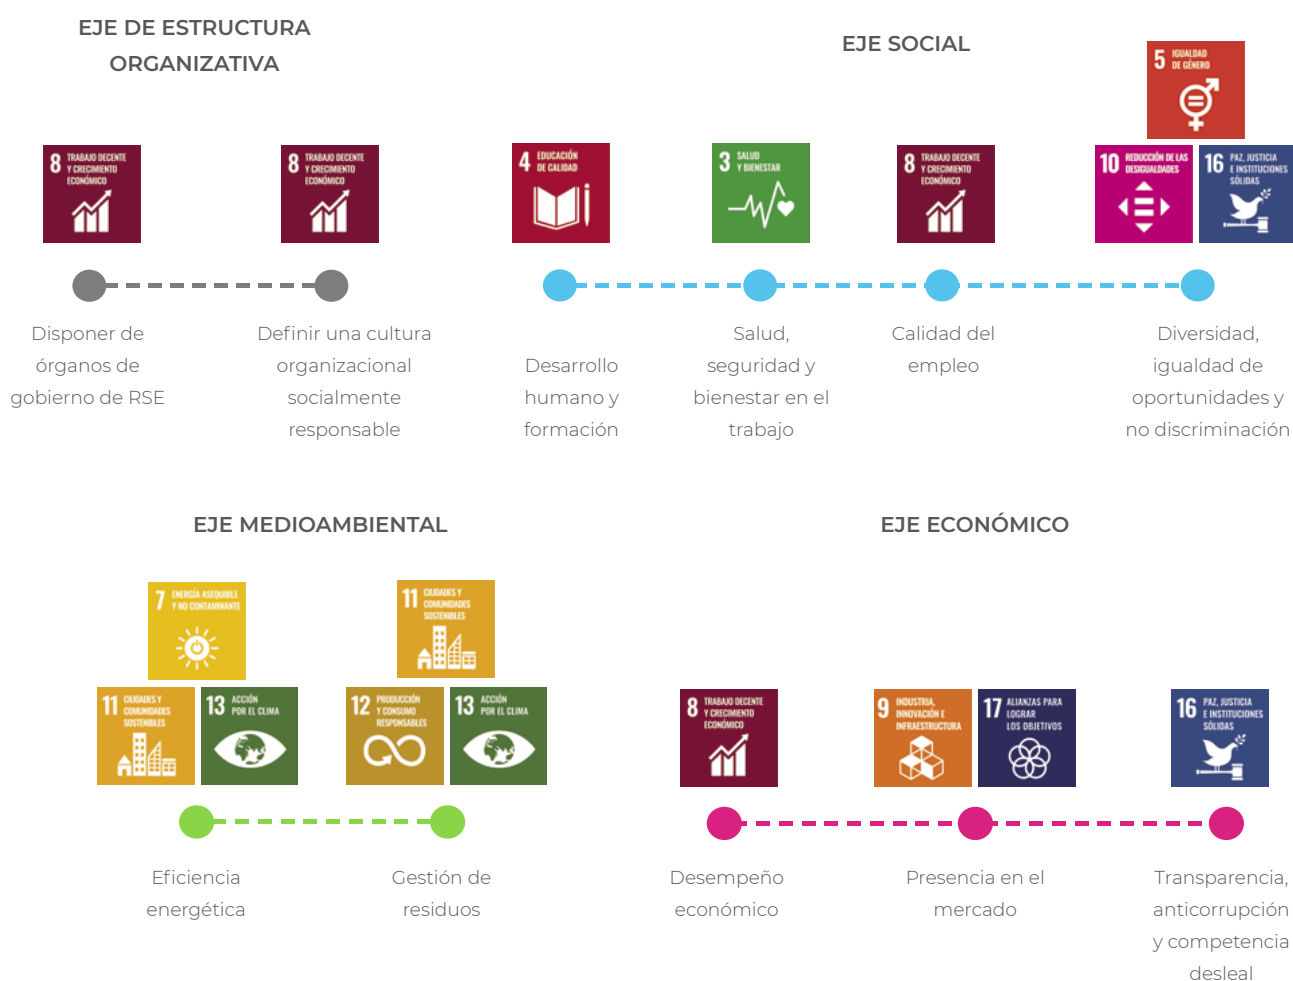 EJE DE ESTRUCTURA
ORGANIZATIVA
8 TRABAJO DECENTE
Y CRECIMIENTO
ECONÓMICO
8 TRABAJO DECENTE
Y CRECIMIENTO
ECONÓMICO
Disponer de
órganos de
gobierno de RSE
Definir una cultura
organizacional
socialmente
responsable
EJE SOCIAL
4 EDUCACIÓN
DE CALIDAD
3 SALUD
Y BIENESTAR
8 TRABAJO DECENTE
Y CRECIMIENTO
ECONÓMICO
5 IGUALDAD
DE GÉNERO
10 REDUCCIÓN DE LAS
DESIGUALDADES
16 PAZ, JUSTICIA
E INSTITUCIONES
SÓLIDAS
Desarrollo
humano y
formación
Salud,
seguridad y
bienestar en el
trabajo
Calidad del
empleo
Diversidad,
igualdad de
oportunidades y
no discriminación
EJE MEDIOAMBIENTAL
7 ENERGÍA ASEQUIBLE
Y NO CONTAMINANTE
11 CIUDADES Y
COMUNIDADES
SOSTENIBLES
13 ACCIÓN
POR EL CLIMA
11 CIUDADES Y
COMUNIDADES
SOSTENIBLES
12 PRODUCCIÓN
Y CONSUMO
RESPONSABLES
13 ACCIÓN
POR EL CLIMA
Eficiencia
energética
Gestión de
residuos
EJE ECONÓMICO
8 TRABAJO DECENTE
Y CRECIMIENTO
ECONÓMICO
9 INDUSTRIA,
INNOVACIÓN E
INFRAESTRUCTURA
17 ALIANZAS PARA
LOGRAR
LOS OBJETIVOS
16 PAZ, JUSTICIA
E INSTITUCIONES
SÓLIDAS
Desempeño
económico
Presencia en el
mercado
Transparencia,
anticorrupción
y competencia
desleal